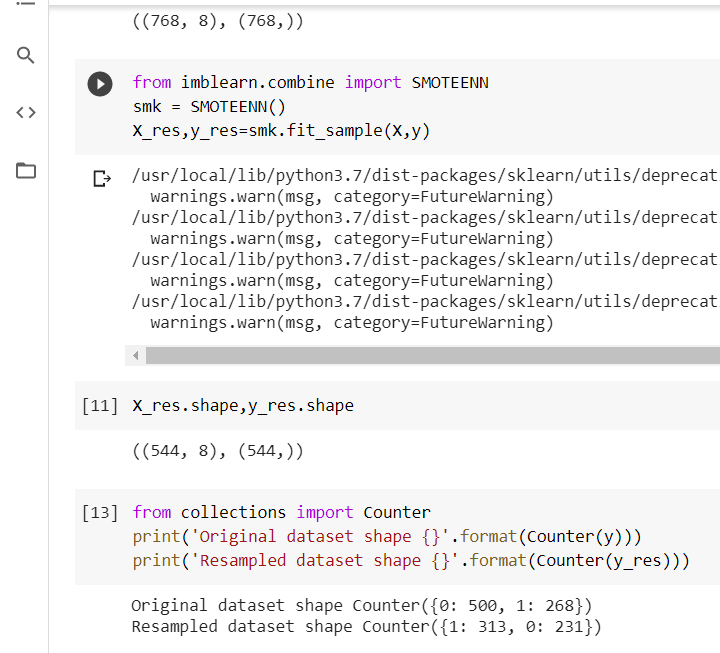 ((768, 8), (768,))
from imblearn.combine import SMOTEENN
smk = SMOTEENN()
X_res,y_res=smk.fit_sample(X,y)
/usr/local/lib/python3.7/dist-packages/sklearn/utils/deprecat
warnings.warn(msg, category=FutureWarning)
/usr/local/lib/python3.7/dist-packages/sklearn/utils/deprecat
warnings.warn(msg, category=FutureWarning)
/usr/local/lib/python3.7/dist-packages/sklearn/utils/deprecat
warnings.warn(msg, category=FutureWarning)
/usr/local/lib/python3.7/dist-packages/sklearn/utils/deprecat
warnings.warn(msg, category=FutureWarning)
[11] X_res.shape,y_res.shape
((544, 8), (544,))
[13] from collections import Counter
print('Original dataset shape {}'.format(Counter(y)))
print('Resampled dataset shape {}'.format(Counter(y_res)))
Original dataset shape Counter({0: 500, 1: 268})
Resampled dataset shape Counter({1: 313, 0: 231})